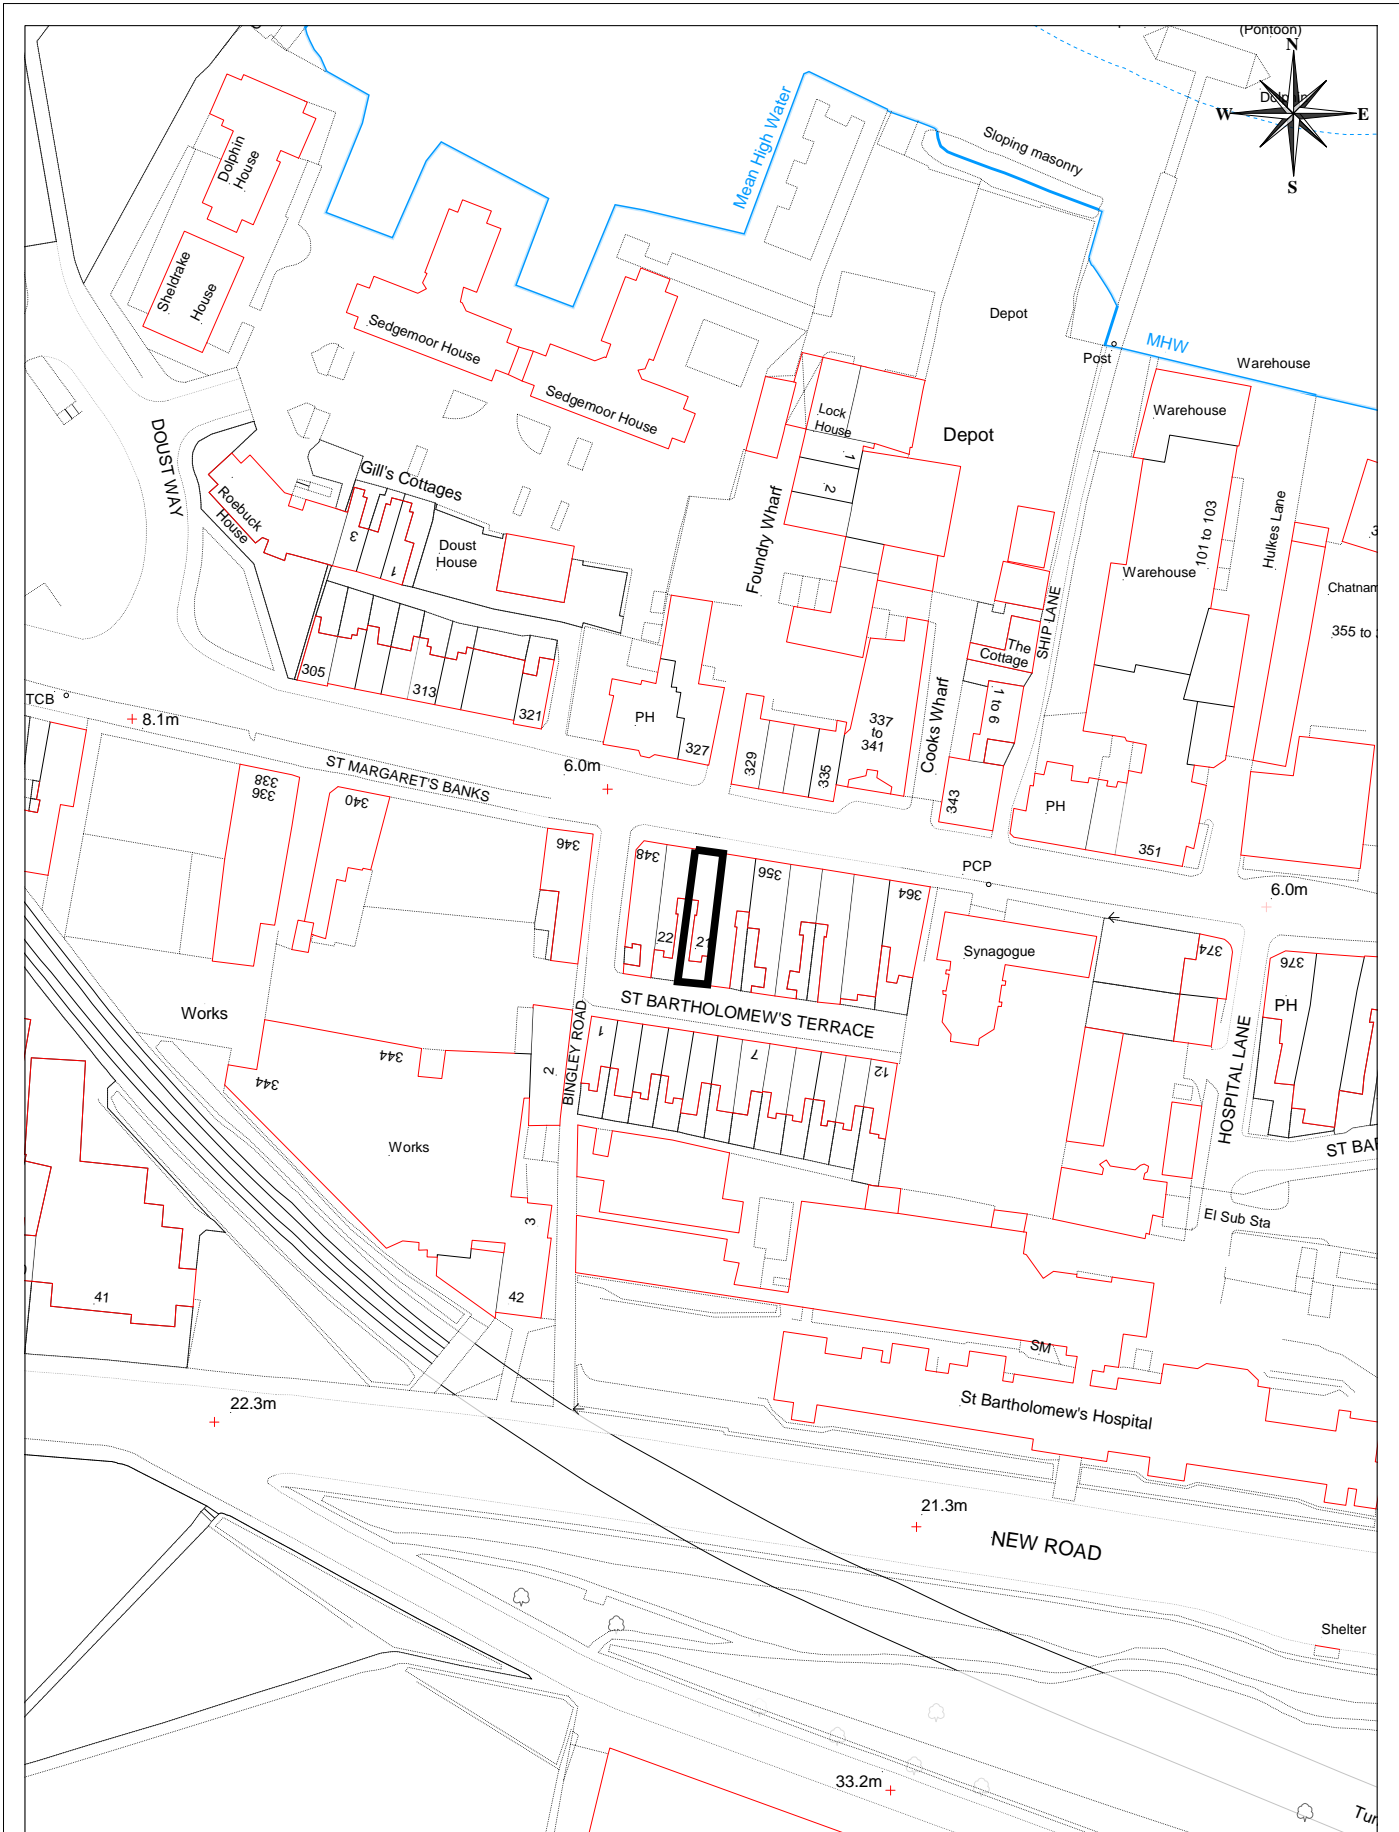 (Pontoon)
N
W
E
S
Mean High Water
Sloping masonry
Dolphin
House
Sheldrake
House
Sedgemoor House
Sedgemoor House
Depot
Post
MHW
Warehouse
Warehouse
Lock
House
Depot
1
2
DOUST WAY
Gill's Cottages
Roebuck
House
3
1
Doust
House
Foundry Wharf
Warehouse
101 to 103
Hulkes Lane
Chatham
355 to
SHIP LANE
The
Cottage
1 to 6
305
313
321
PH
327
329
335
337
to
341
Cooks Wharf
343
PH
351
TCB
8.1m
ST MARGARET'S BANKS
6.0m
338
336
340
346
348
356
364
PCP
6.0m
22
21
Synagogue
374
376
PH
Works
ST BARTHOLOMEW'S TERRACE
BINGLEY ROAD
1
7
12
HOSPITAL LANE
344
344
2
Works
ST BA
El Sub Sta
3
41
42
SM
St Bartholomew's Hospital
22.3m
21.3m
NEW ROAD
Shelter
33.2m
Tun